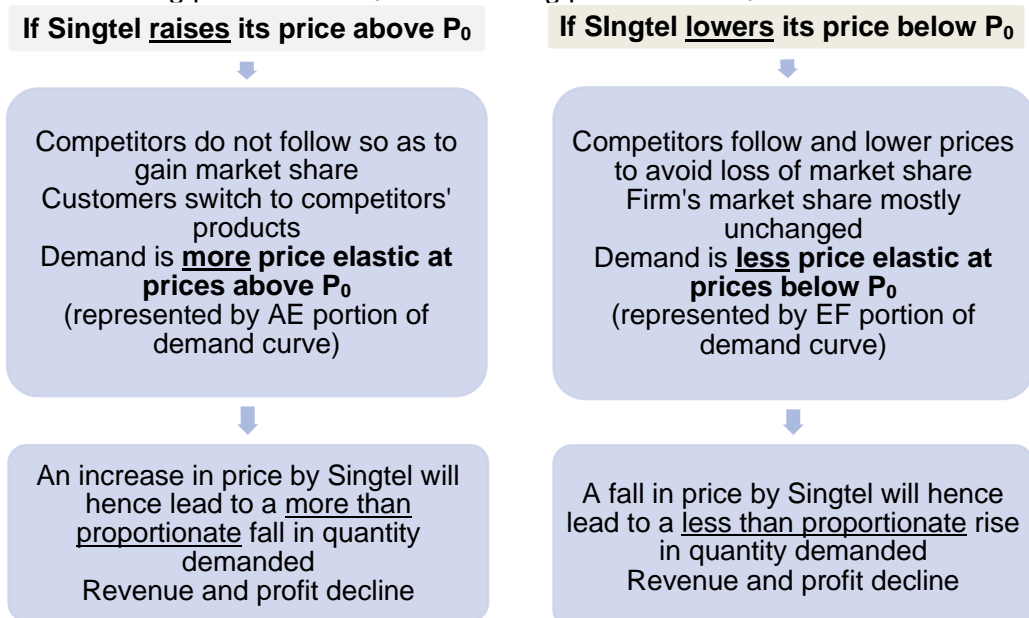 If Singtel raises its price above P₀
Competitors do not follow so as to
gain market share
Customers switch to competitors'
products
Demand is more price elastic at
prices above P₀
(represented by AE portion of
demand curve)
An increase in price by Singtel will
hence lead to a more than
proportionate fall in quantity
demanded
Revenue and profit decline
If SIngtel lowers its price below P₀
Competitors follow and lower prices
to avoid loss of market share
Firm's market share mostly
unchanged
Demand is less price elastic at
prices below P₀
(represented by EF portion of
demand curve)
A fall in price by Singtel will hence
lead to a less than proportionate rise
in quantity demanded
Revenue and profit decline